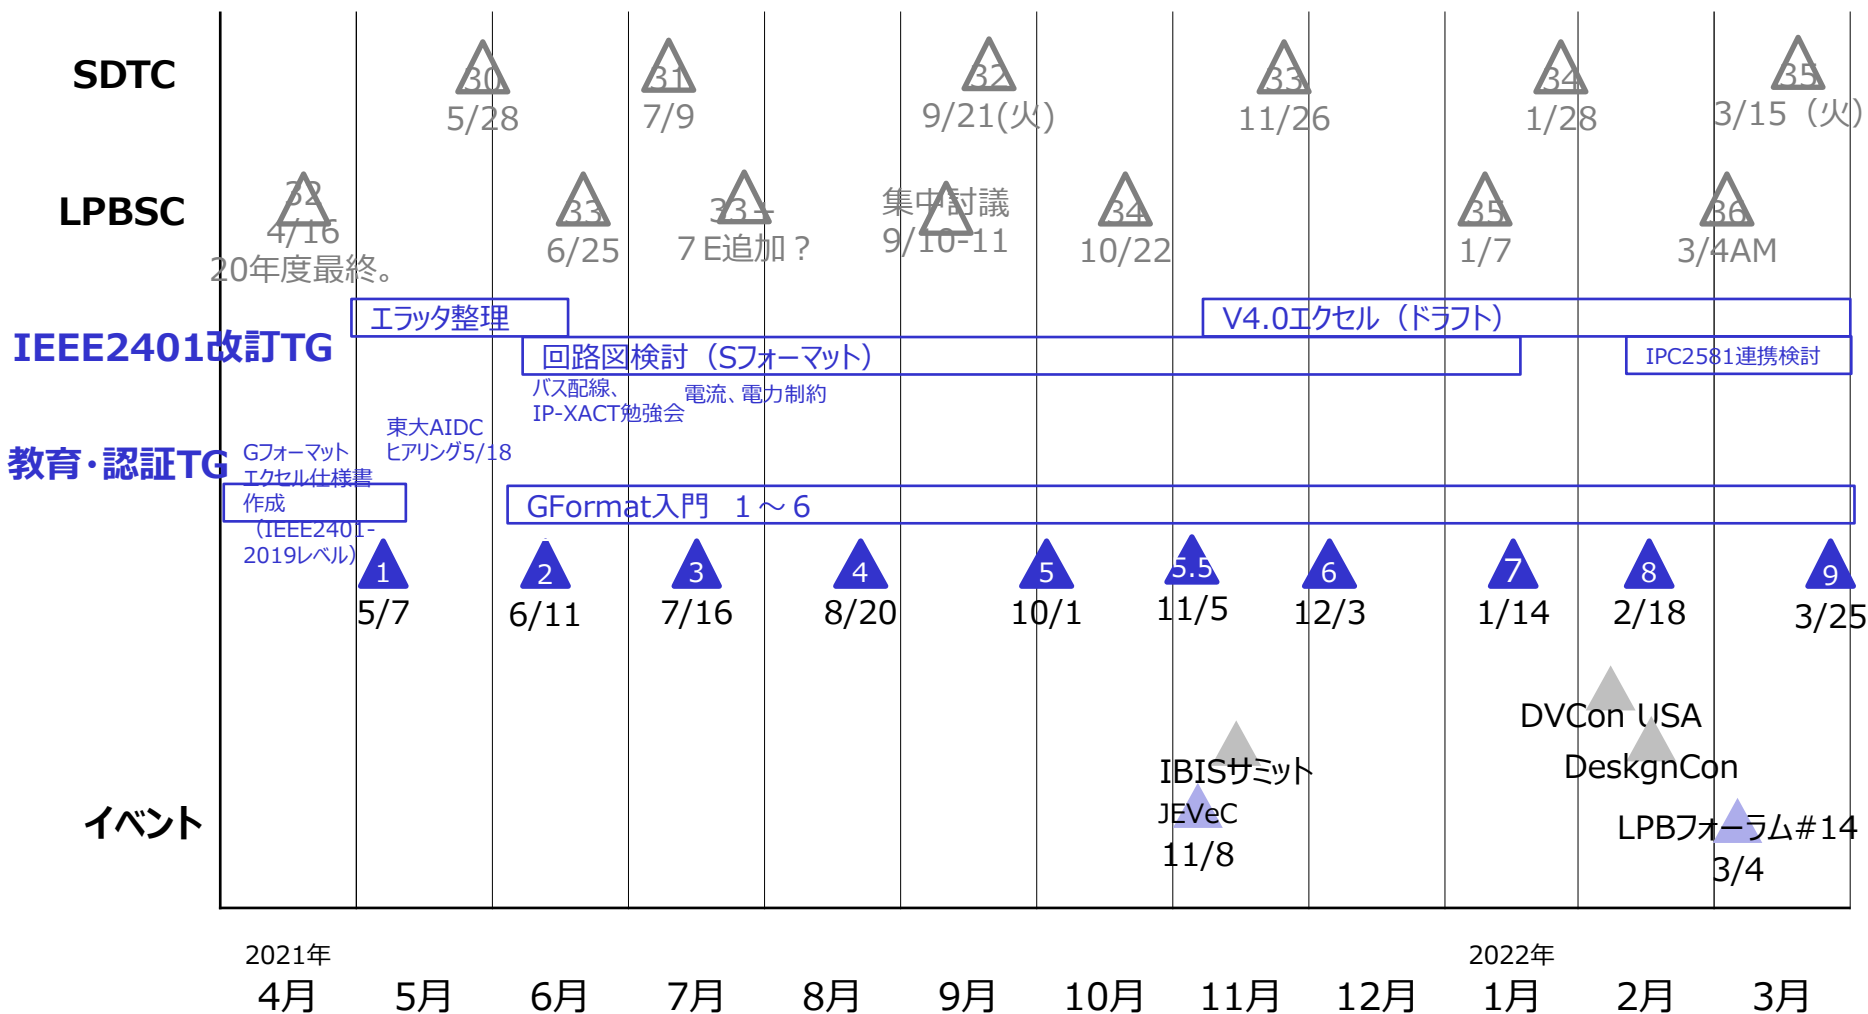 SDTC
30
5/28
31
7/9
32
9/21(火)
33
11/26
34
1/28
35
3/15（火）
LPBSC
32
4/16
20年度最終。
33
6/25
33－
７E追加？
集中討議
9/10-11
34
10/22
35
1/7
36
3/4AM
IEEE2401改訂TG
エラッタ整理
V4.0エクセル（ドラフト）
回路図検討（Sフォーマット）
IPC2581連携検討
バス配線、
IP-XACT勉強会
電流、電力制約
教育・認証TG
東大AIDC
ヒアリング5/18
Gフォーマット
エクセル仕様書
作成
（IEEE2401-
2019レベル）
GFormat入門　１～６
1
5/7
2
6/11
3
7/16
4
8/20
5
10/1
5.5
11/5
6
12/3
7
1/14
8
2/18
9
3/25
イベント
DVCon USA
DeskgnCon
IBISサミット
JEVeC
11/8
LPBフォーラム#14
3/4
2021年
2022年
4月
5月
6月
7月
8月
9月
10月
11月
12月
1月
2月
3月